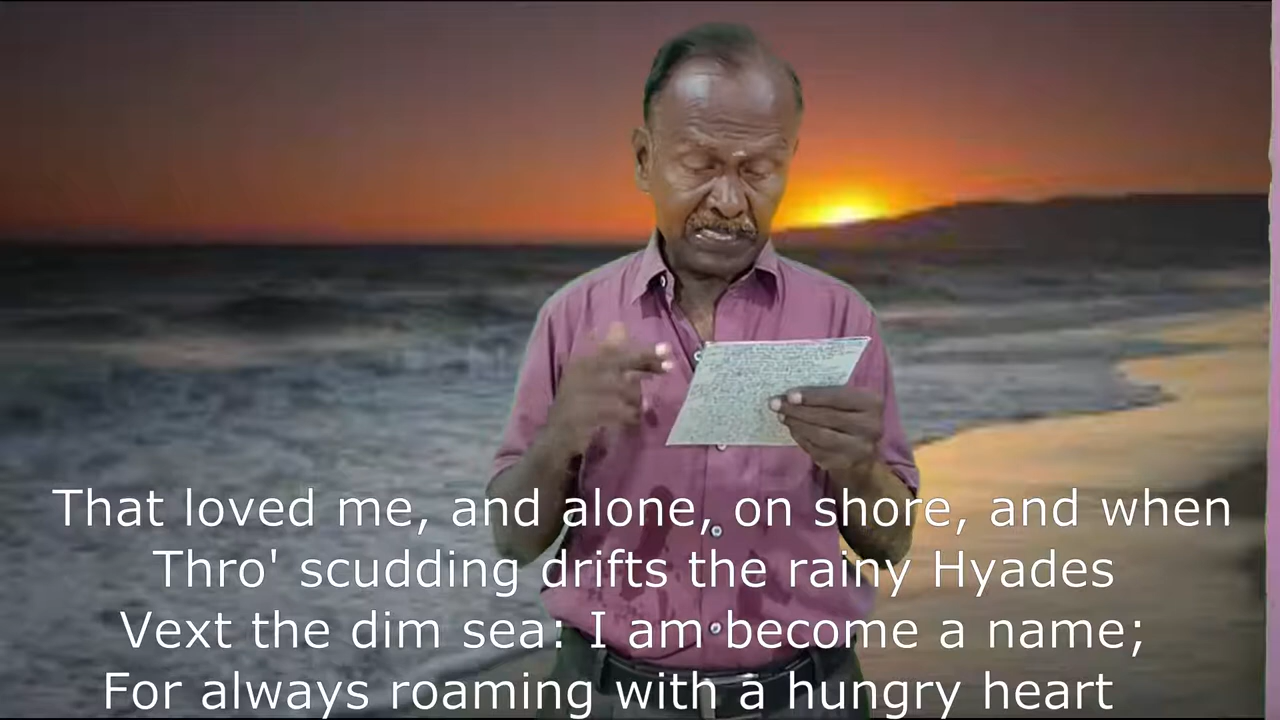 That loved me, and alone, on shore, and when
Thro' scudding drifts the rainy Hyades
Vext the dim sea: I am become a name;
For always roaming with a hungry heart